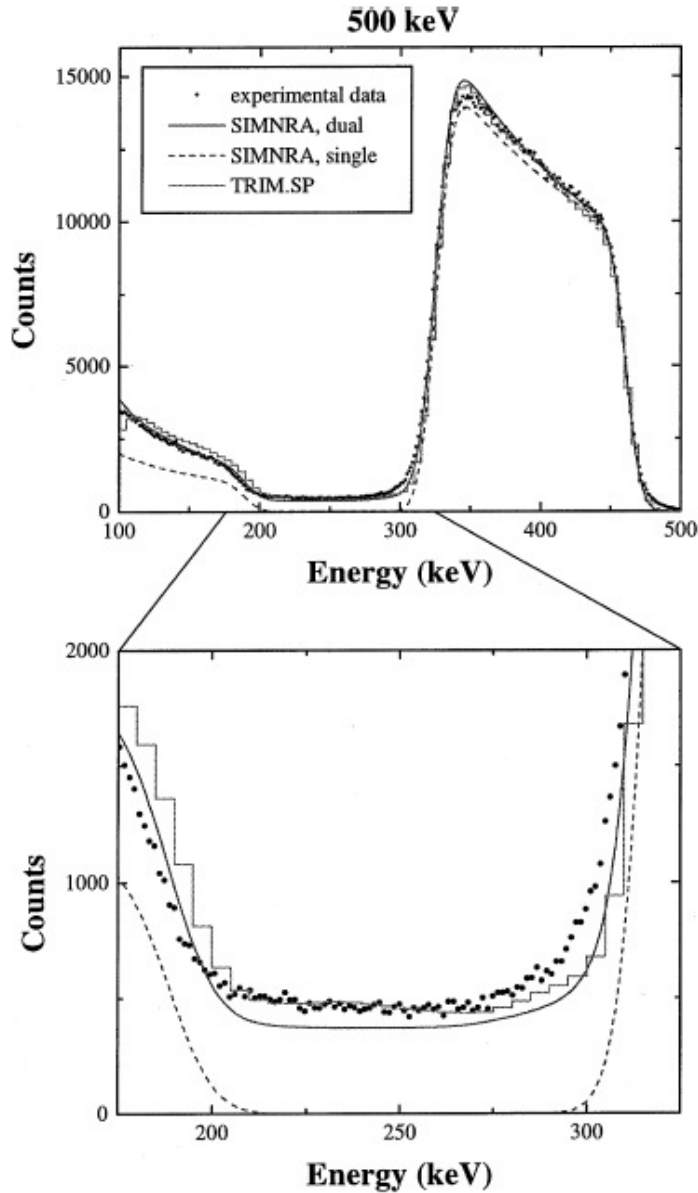 500 keV
15000
10000
5000
0
Counts
experimental data
SIMNRA, dual
SIMNRA, single
TRIM.SP
100
200
300
400
500
Energy (keV)
2000
1000
0
Counts
200
250
300
Energy (keV)